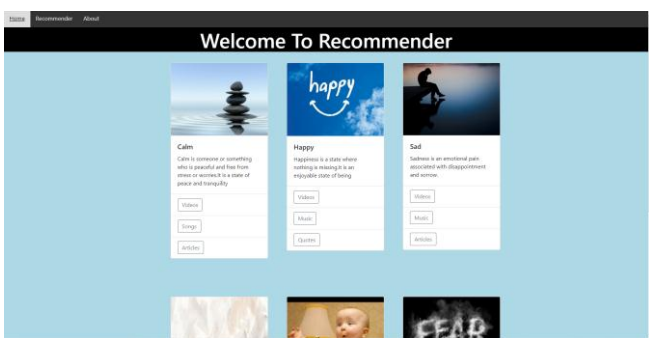 Home Recommender About
Welcome To Recommender
happy
Calm
Calm is someone or something
who is peaceful and free from
stress or worries.It is a state of
peace and tranquility
Videos
Songs
Articles
Happy
Happiness is a state where
nothing is missing.It is an
enjoyable state of being
Videos
Music
Quotes
Sad
Sadness is an emotional pain
associated with disappointment
and sorrow.
Videos
Music
Articles
FEAR